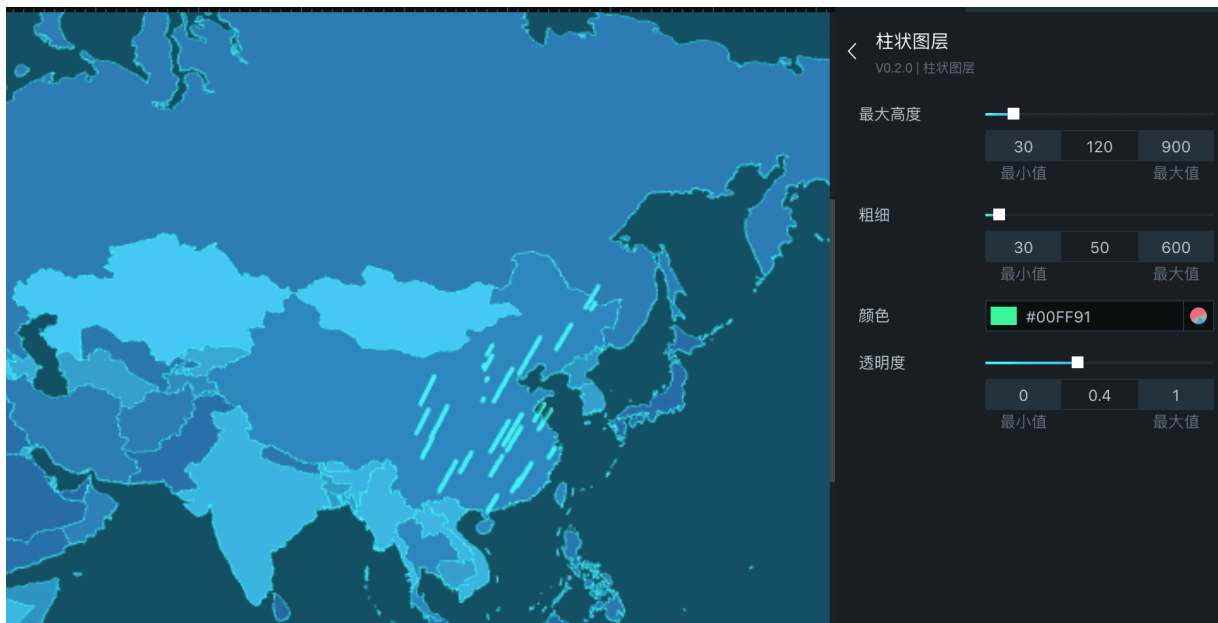 柱状图层
V0.2.0 | 柱状图层
最大高度
30 120 900
最小值 最大值
粗细
30 50 600
最小值 最大值
颜色 #00FF91
透明度
0 0.4 1
最小值 最大值